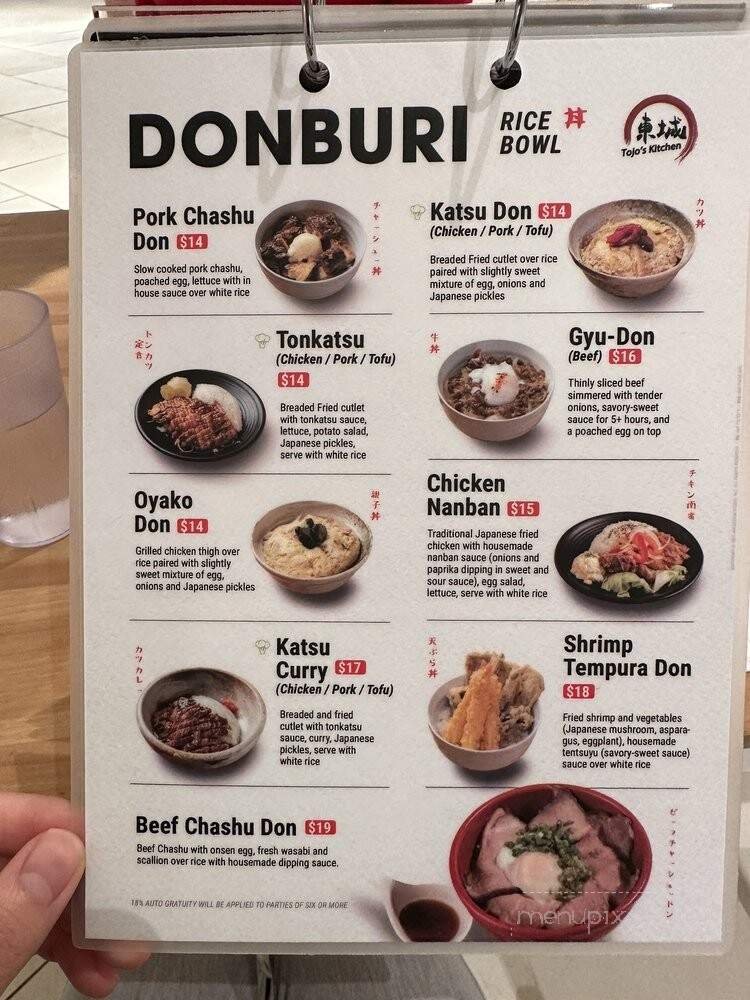 DONBURI
RICE 丼
BOWL
東城
Tojo's Kitchen
Pork Chashu
Don $14
Slow cooked pork chashu,
poached egg, lettuce with in
house sauce over white rice
チャーシュー丼
Katsu Don $14
(Chicken / Pork / Tofu)
Breaded Fried cutlet over rice
paired with slightly sweet
mixture of egg, onions and
Japanese pickles
カツ丼
トンカツ
定食
Tonkatsu
(Chicken / Pork / Tofu)
$14
Breaded Fried cutlet
with tonkatsu sauce,
lettuce, potato salad,
Japanese pickles,
serve with white rice
牛丼
Gyu-Don
(Beef) $16
Thinly sliced beef
simmered with tender
onions, savory-sweet
sauce for 5+ hours, and
a poached egg on top
Oyako
Don $14
Grilled chicken thigh over
rice paired with slightly
sweet mixture of egg,
onions and Japanese pickles
親子丼
Chicken
Nanban $15
Traditional Japanese fried
chicken with housemade
nanban sauce (onions and
paprika dipping in sweet and
sour sauce), egg salad,
lettuce, serve with white rice
チキン南蛮
カツカレー
Katsu
Curry $17
(Chicken / Pork / Tofu)
Breaded and fried
cutlet with tonkatsu
sauce, curry, Japanese
pickles, serve with
white rice
天ぷら丼
Shrimp
Tempura Don
$18
Fried shrimp and vegetables
(Japanese mushroom, aspara-
gus, eggplant), housemade
tentsuyu (savory-sweet sauce)
sauce over white rice
Beef Chashu Don $19
Beef Chashu with onsen egg, fresh wasabi and
scallion over rice with housemade dipping sauce.
ビーフチャーシュードン
18% AUTO GRATUITY WILL BE APPLIED TO PARTIES OF SIX OR MORE
menupix